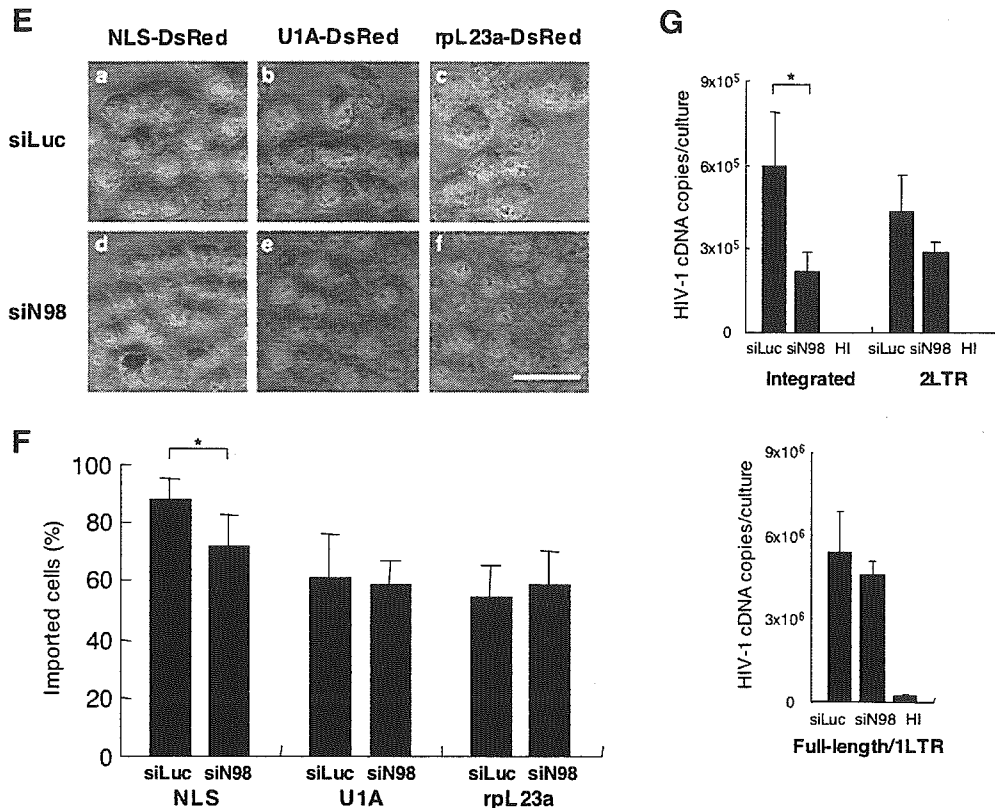 E
NLS-DsRed U1A-DsRed rpL23a-DsRed
siLuc
a b c
siN98
d e f
F
Imported cells (%)
100
80
60
40
20
0
*
siLuc siN98 siLuc siN98 siLuc siN98
NLS U1A rpL23a
G
HIV-1 cDNA copies/culture
9x10⁵
6x10⁵
3x10⁵
0
*
siLuc siN98 HI siLuc siN98 HI
Integrated 2LTR
HIV-1 cDNA copies/culture
9x10⁶
6x10⁶
3x10⁶
0
siLuc siN98 HI
Full-length/1LTR